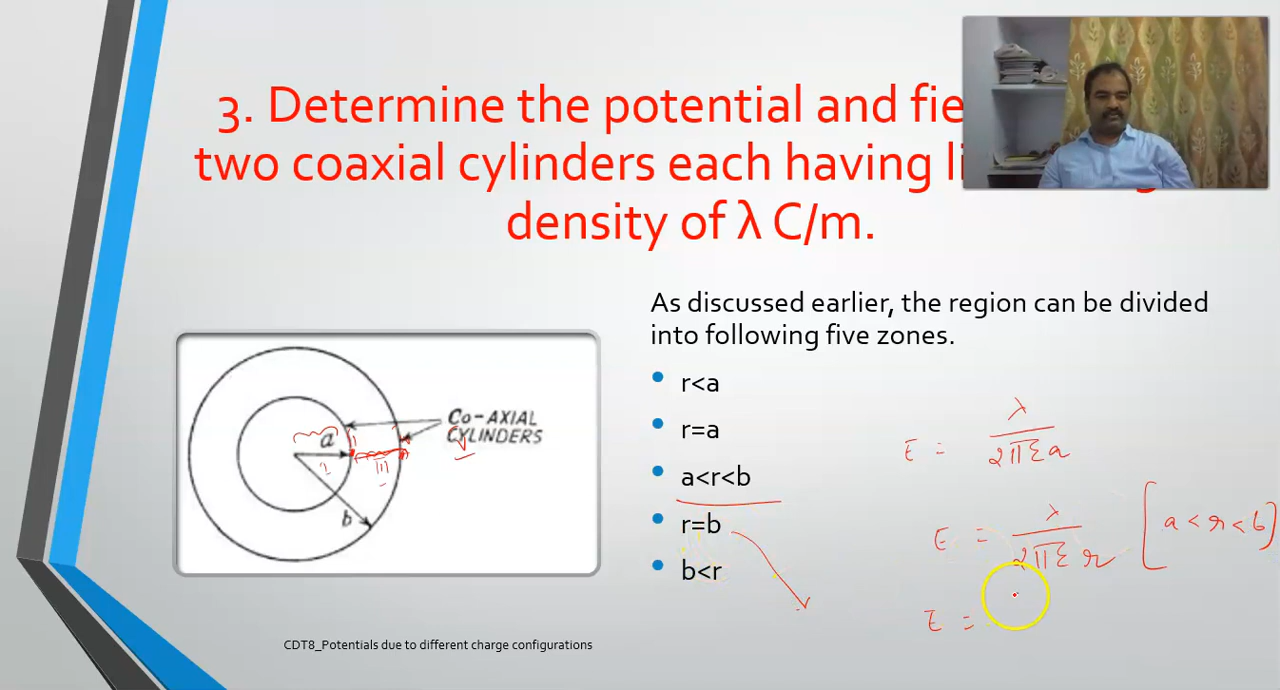 3. Determine the potential and fie
two coaxial cylinders each having li
density of λ C/m.
As discussed earlier, the region can be divided
into following five zones.
• r<a
• r=a
• a<r<b
• r=b
• b<r
a
b
CO-AXIAL
CYLINDERS
III
V
E = λ / 2πεa
E = λ / 2πεr [a<r<b]
E =
CDT8_Potentials due to different charge configurations